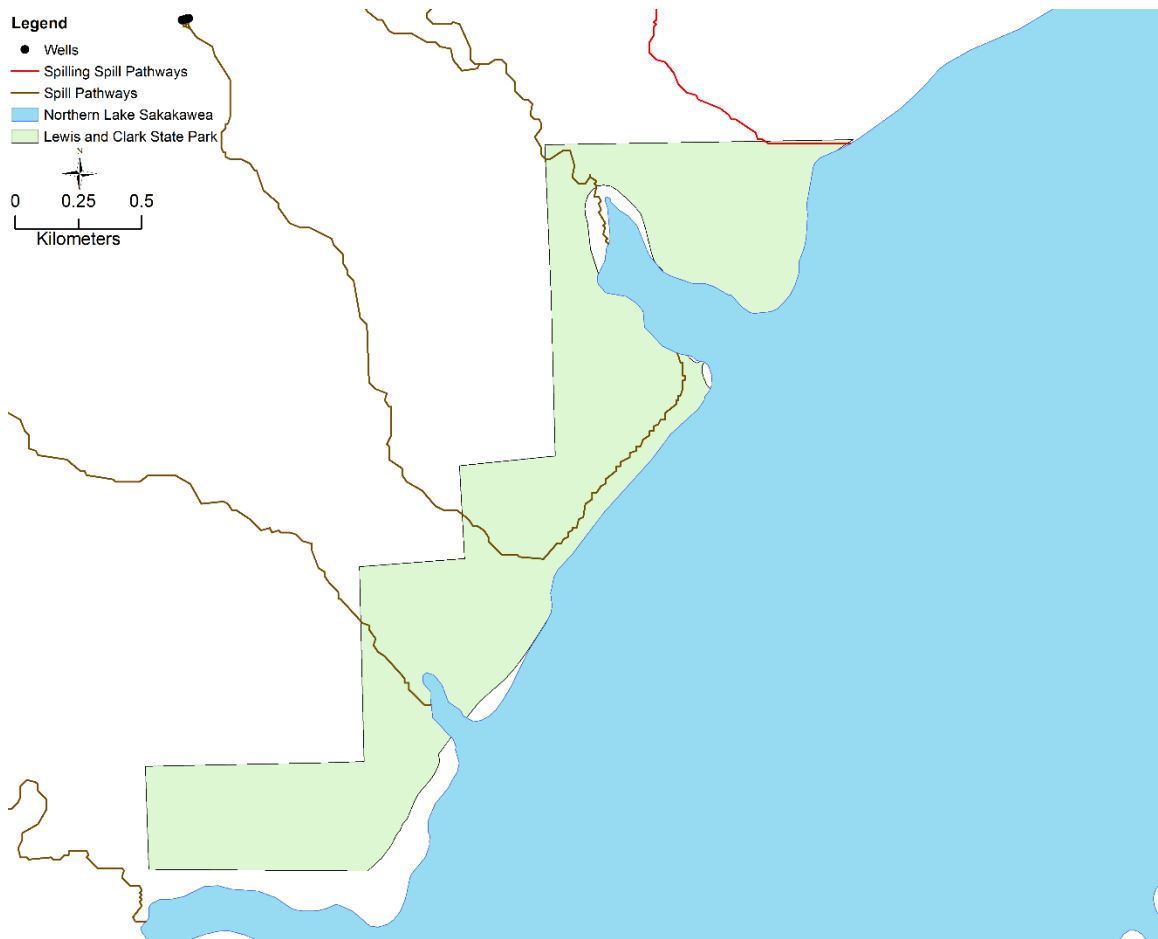 Legend
Wells
Spilling Spill Pathways
Spill Pathways
Northern Lake Sakakawea
Lewis and Clark State Park
N
0 0.25 0.5
Kilometers